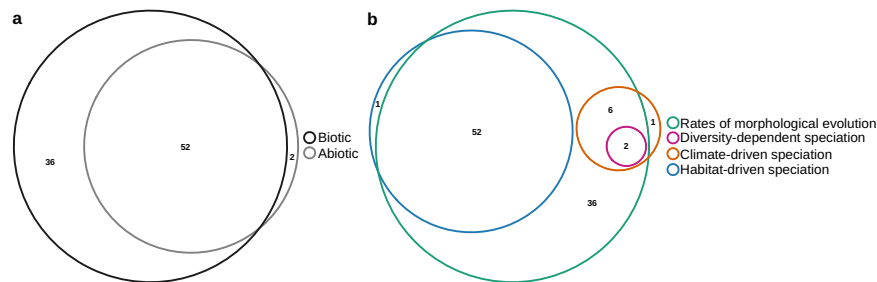 a
36
52
2
Biotic
Abiotic
b
1
52
6
1
2
36
Rates of morphological evolution
Diversity-dependent speciation
Climate-driven speciation
Habitat-driven speciation